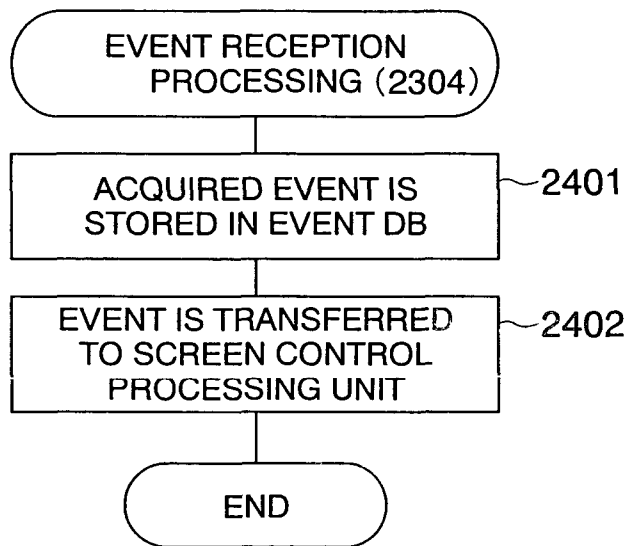 EVENT RECEPTION
PROCESSING (2304)
ACQUIRED EVENT IS
STORED IN EVENT DB
2401
EVENT IS TRANSFERRED
TO SCREEN CONTROL
PROCESSING UNIT
2402
END